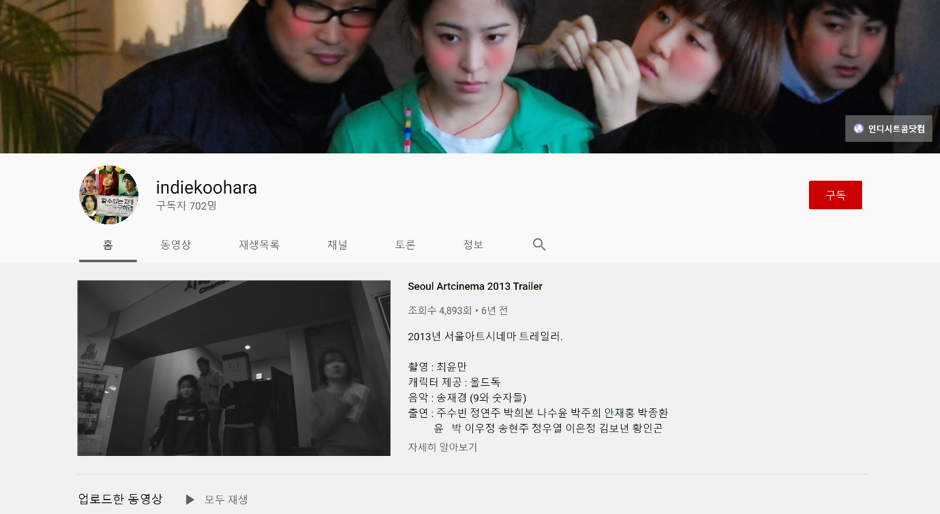 인디시트콤닷컴
indiekoohara
구독자 702명
구독
홈 동영상 재생목록 채널 토론 정보
Seoul Artcinema 2013 Trailer
조회수 4,893회 • 6년 전
2013년 서울아트시네마 트레일러.
촬영 : 최윤만
캐릭터 제공 : 올드독
음악 : 송재경 (9와 숫자들)
출연 : 주수빈 정연주 박희본 나수윤 박주희 안재홍 박종환
윤 박 이우정 송현주 정우열 이은정 김보년 황인곤
자세히 알아보기
업로드한 동영상 ▶ 모두 재생